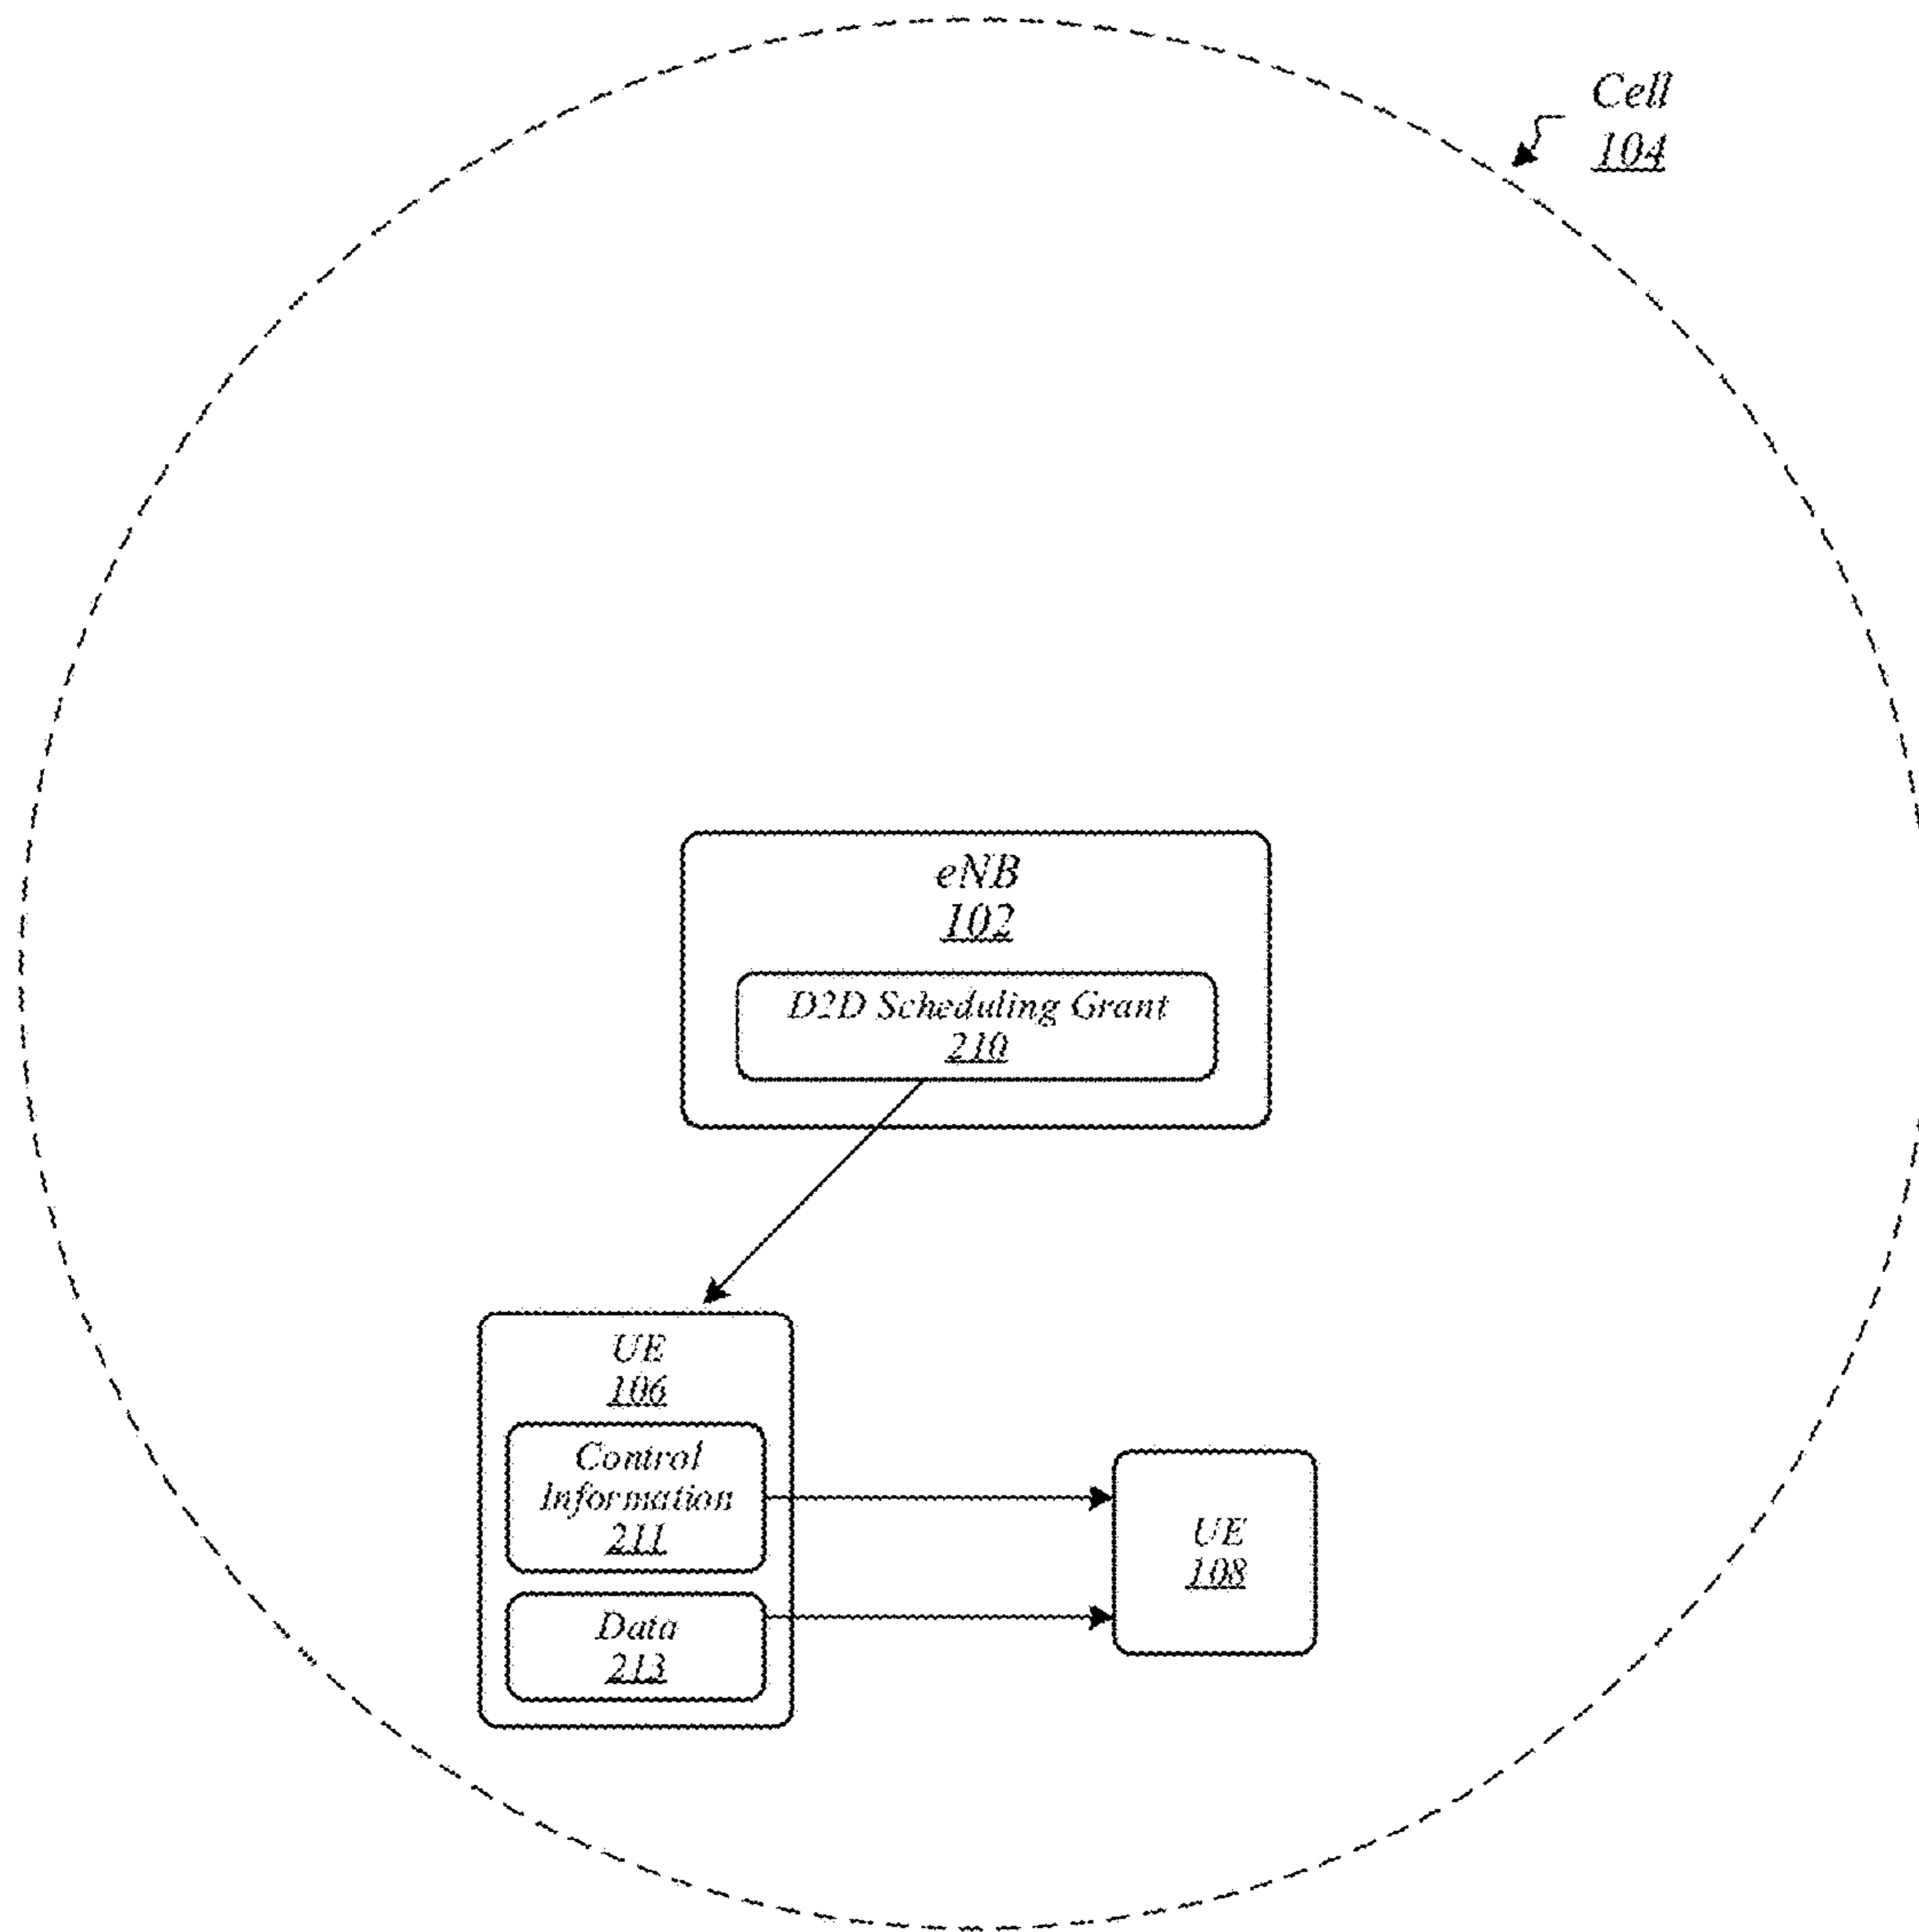 Cell
104
eNB
102
D2D Scheduling Grant
210
UE
106
Control
Information
211
Data
213
UE
108